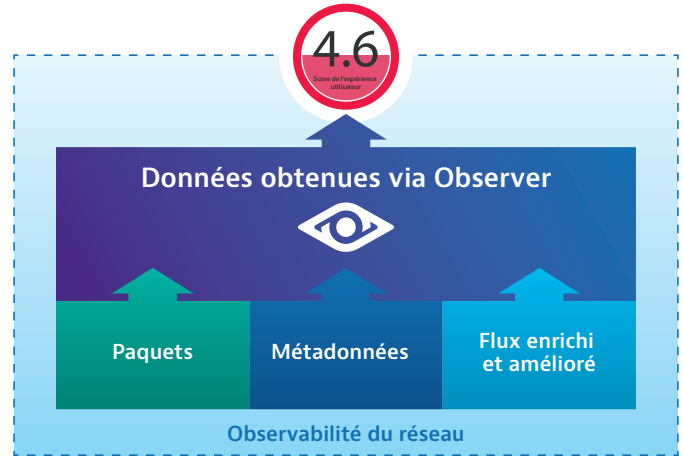 4.6
Score de l'expérience
utilisateur
Données obtenues via Observer
Paquets
Métadonnées
Flux enrichi
et amélioré
Observabilité du réseau